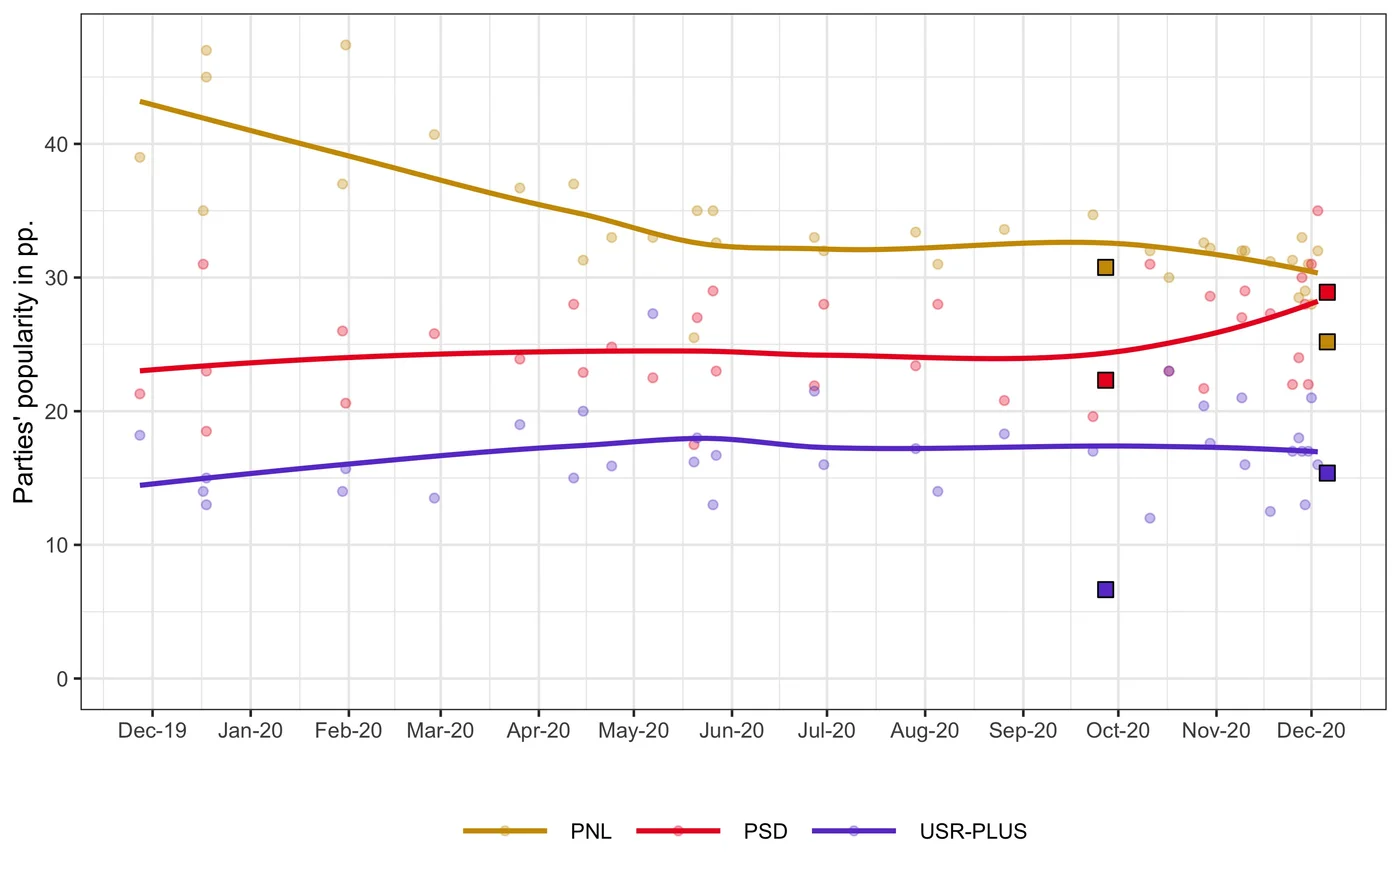 Parties' popularity in pp.
40
30
20
10
0
Dec-19 Jan-20 Feb-20 Mar-20 Apr-20 May-20 Jun-20 Jul-20 Aug-20 Sep-20 Oct-20 Nov-20 Dec-20
PNL PSD USR-PLUS